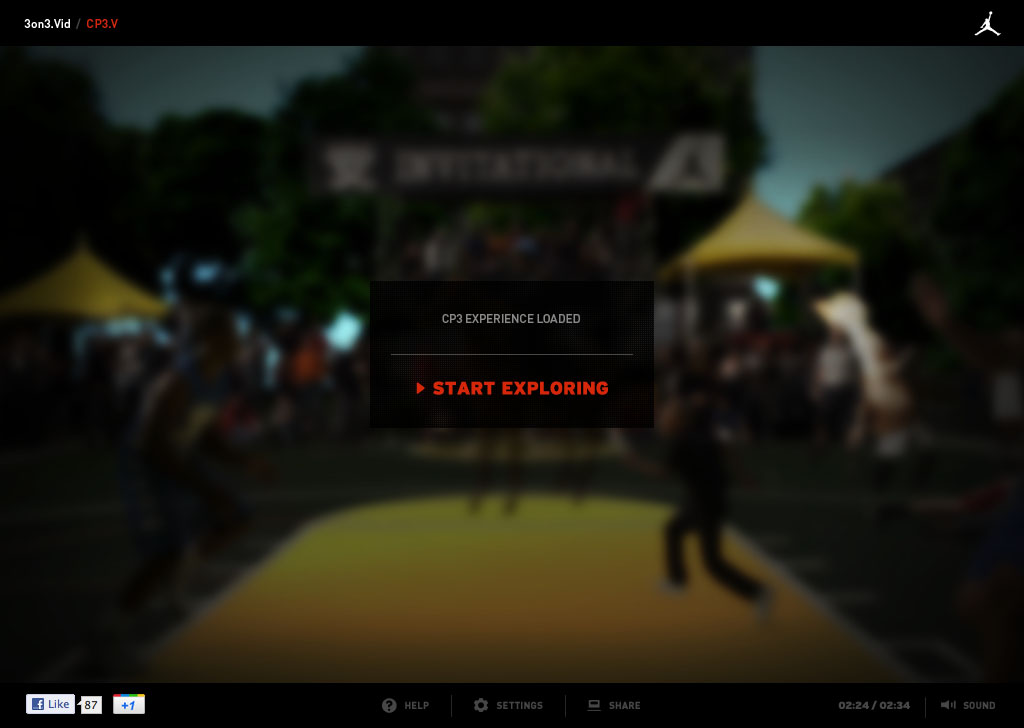 3on3.Vid / CP3.V
INVITATIONAL
CP3 EXPERIENCE LOADED
START EXPLORING
Like 87 +1
HELP SETTINGS SHARE
02:24 / 02:34 SOUND